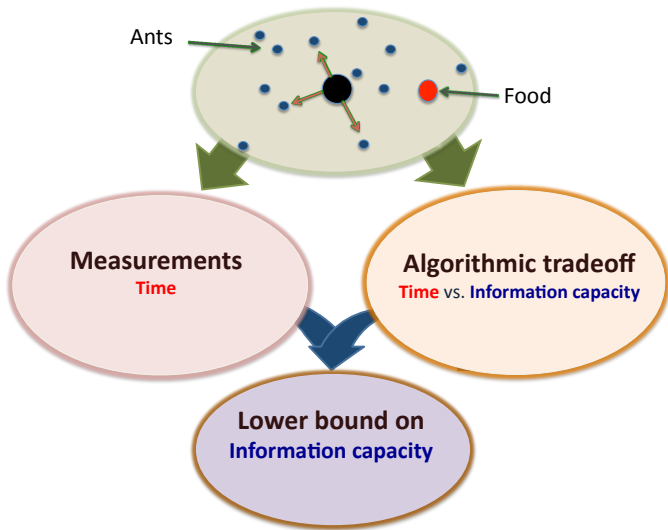 Ants
Food
Measurements
Time
Algorithmic tradeoff
Time vs. Information capacity
Lower bound on
Information capacity